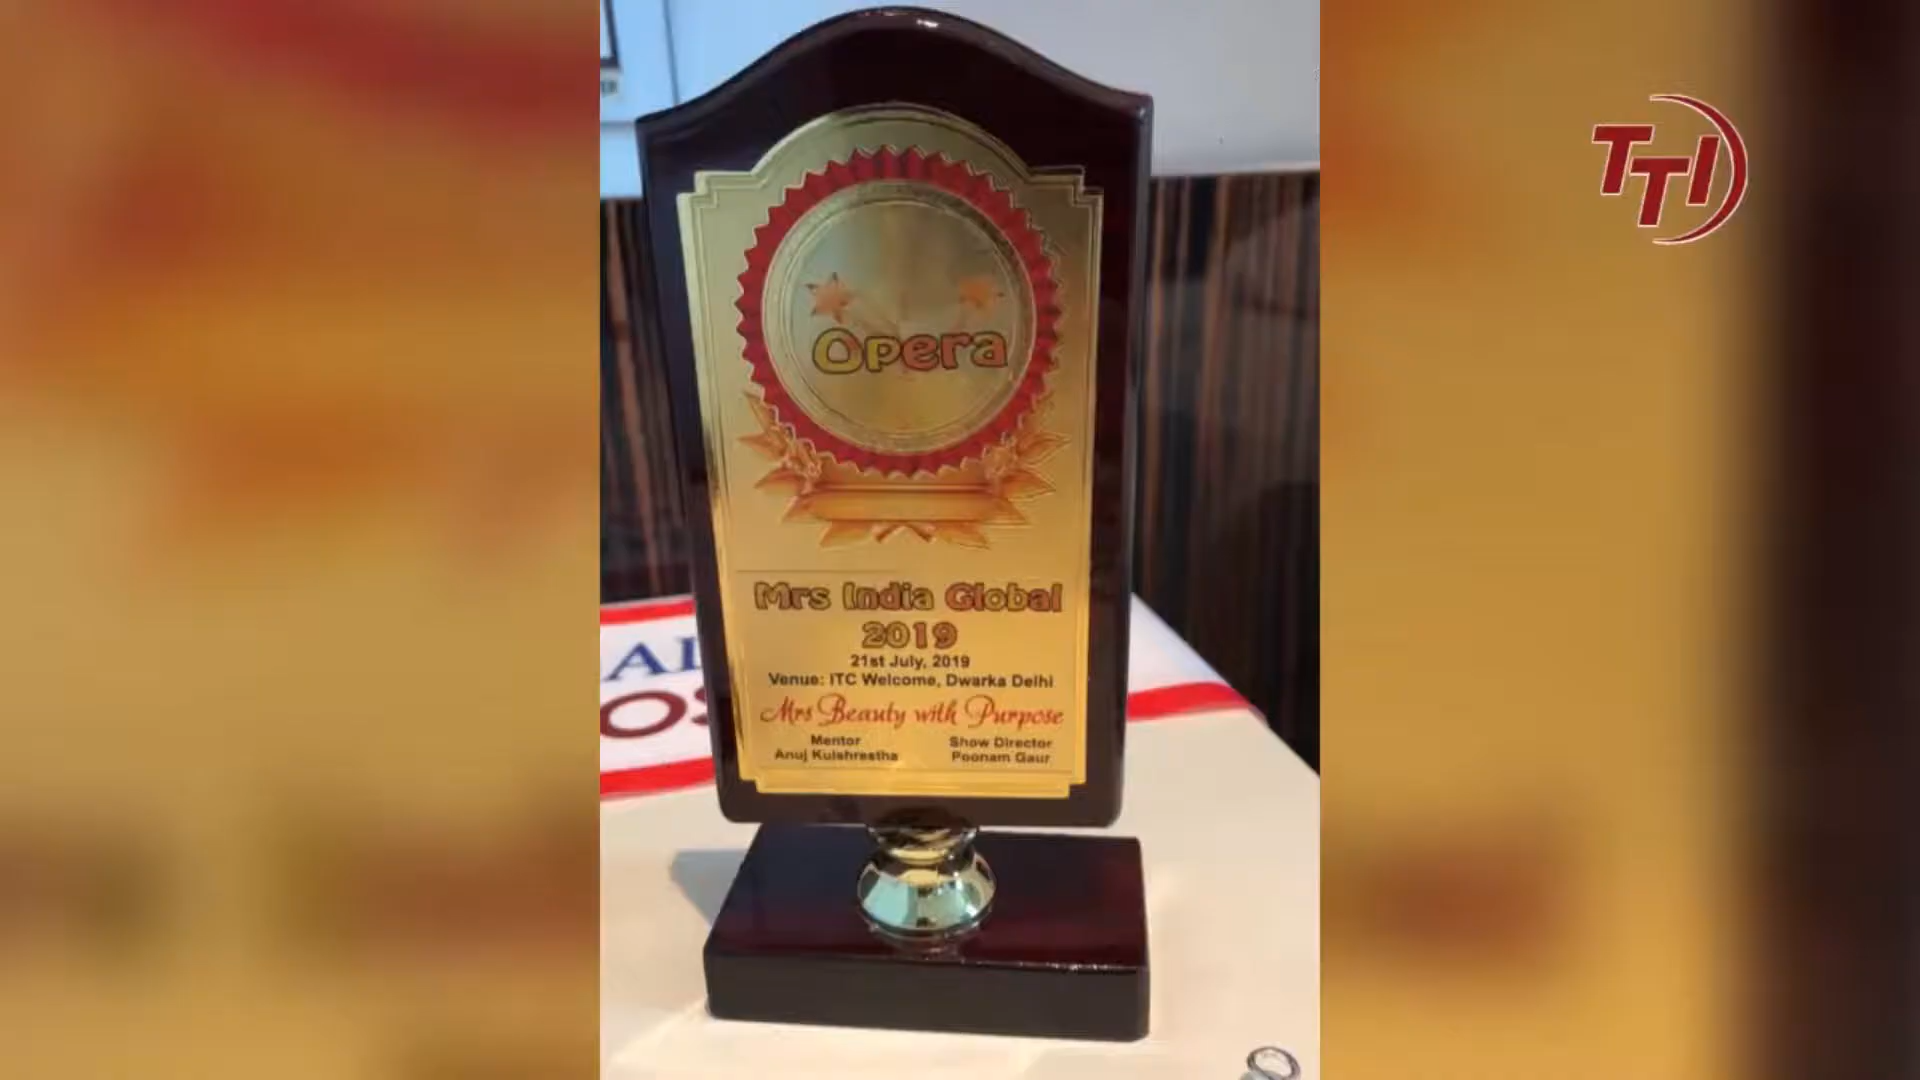 TTI
Opera
Mrs India Global
2019
21st July, 2019
Venue: ITC Welcome, Dwarka Delhi
Mrs Beauty with Purpose
Mentor Show Director
Anuj Kulshrestha Poonam Gaur